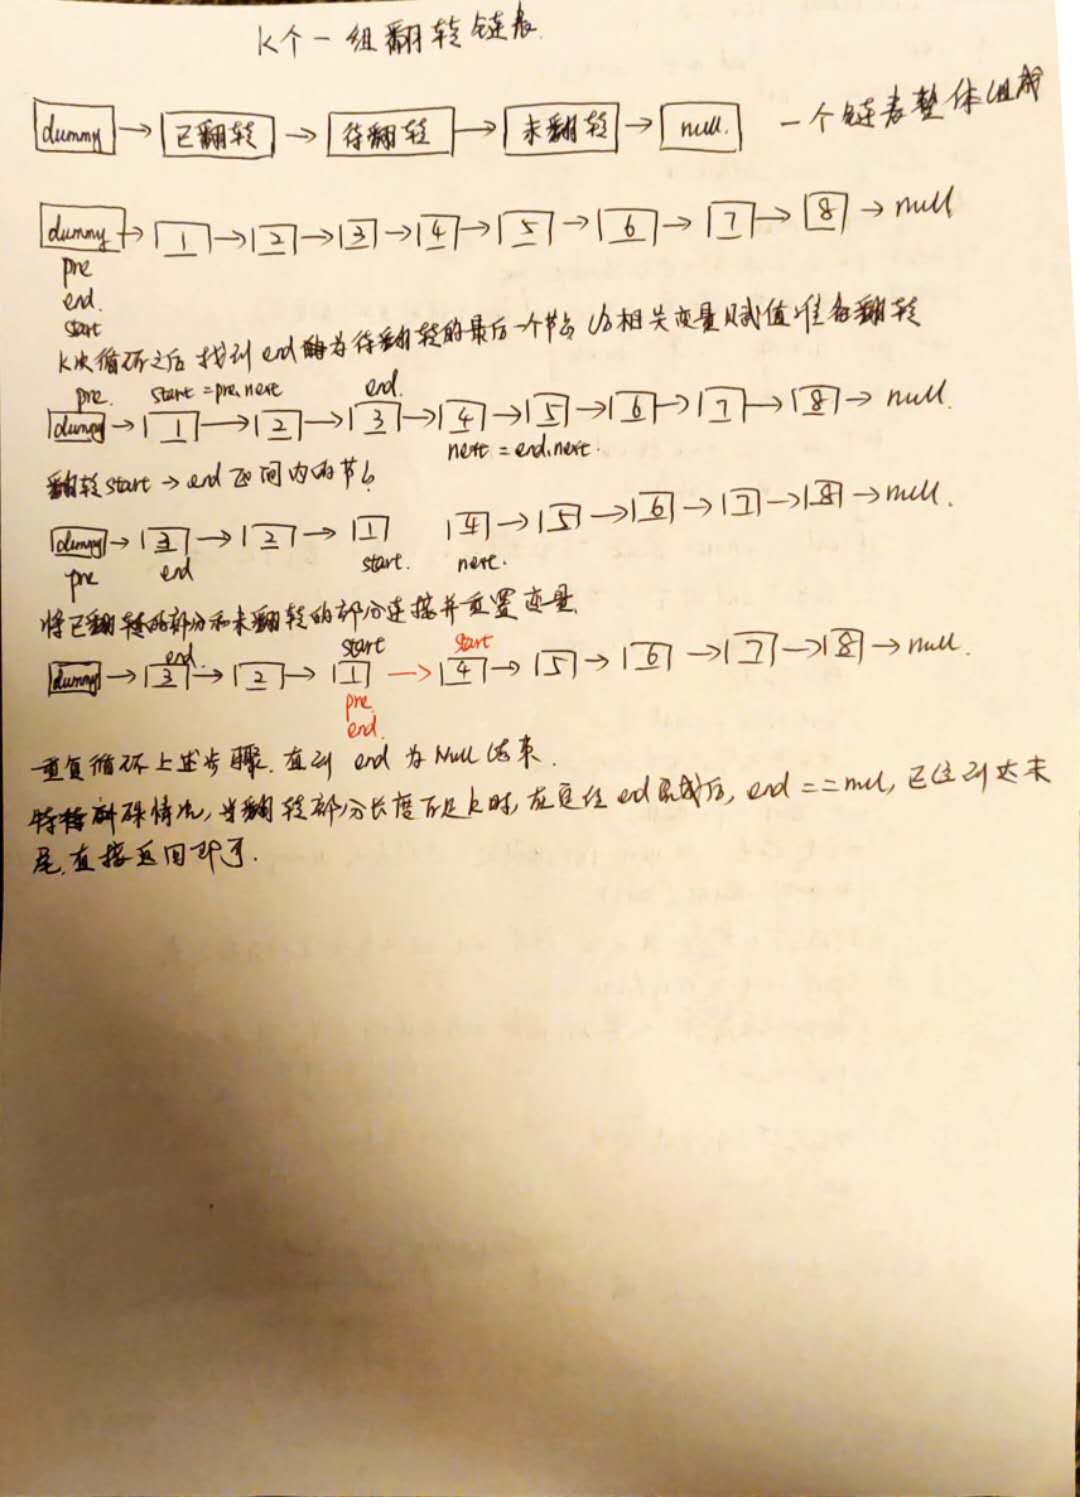 K个一组翻转链表.
dummy → 已翻转 → 待翻转 → 未翻转 → null. 一个链表整体组成
dummy → 1 → 2 → 3 → 4 → 5 → 6 → 7 → 8 → null
pre
end.
start
K次循环之后 找到 end 为待翻转的最后一个节点 给相关变量赋值准备翻转
pre. start = pre.next end.
dummy → 1 → 2 → 3 → 4 → 5 → 6 → 7 → 8 → null.
next = end.next.
翻转 start → end 区间内的节点
dummy → 3 → 2 → 1 4 → 5 → 6 → 7 → 8 → null.
pre end start. next.
将已翻转的部分和未翻转的部分连接并重置变量.
end. start start
dummy → 3 → 2 → 1 → 4 → 5 → 6 → 7 → 8 → null.
pre.
end.
重复循环上述步骤. 直到 end 为 Null 结束.
特殊情况, 当翻转部分长度不足k时, 在定位 end 完成后, end == null, 已经到达末
尾. 直接返回即可.